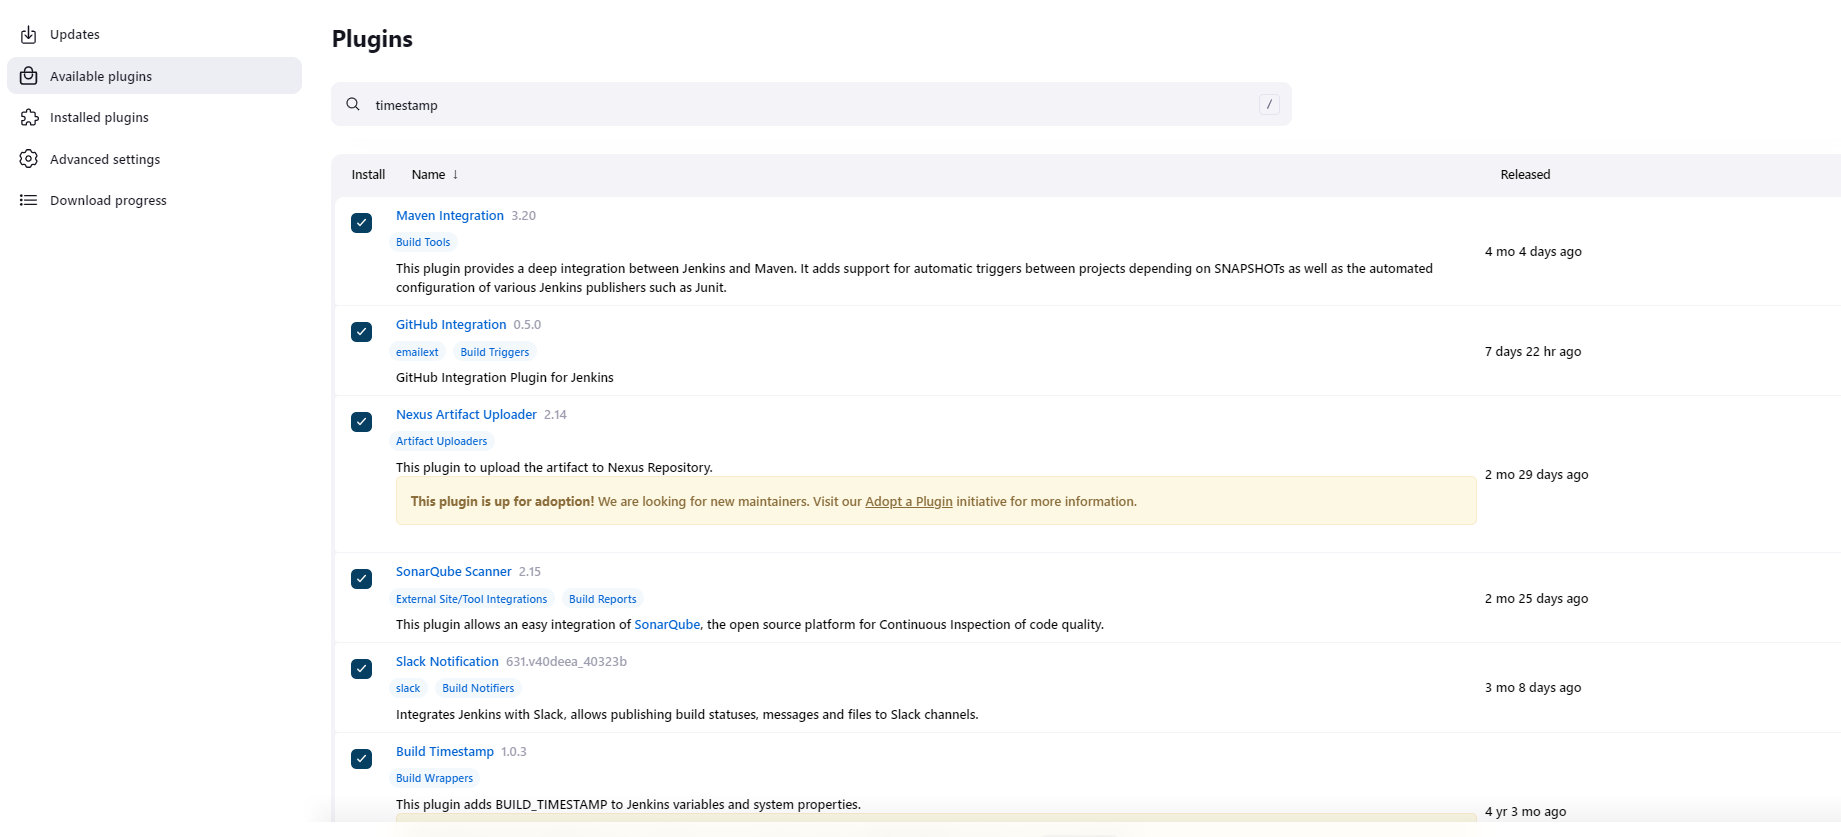 Updates
Available plugins
Installed plugins
Advanced settings
Download progress
Plugins
timestamp
/
Install Name ↓ Released
Maven Integration 3.20
Build Tools
This plugin provides a deep integration between Jenkins and Maven. It adds support for automatic triggers between projects depending on SNAPSHOTs as well as the automated
configuration of various Jenkins publishers such as Junit.
4 mo 4 days ago
GitHub Integration 0.5.0
emailext Build Triggers
GitHub Integration Plugin for Jenkins
7 days 22 hr ago
Nexus Artifact Uploader 2.14
Artifact Uploaders
This plugin to upload the artifact to Nexus Repository.
This plugin is up for adoption! We are looking for new maintainers. Visit our Adopt a Plugin initiative for more information.
2 mo 29 days ago
SonarQube Scanner 2.15
External Site/Tool Integrations Build Reports
This plugin allows an easy integration of SonarQube, the open source platform for Continuous Inspection of code quality.
2 mo 25 days ago
Slack Notification 631.v40deea_40323b
slack Build Notifiers
Integrates Jenkins with Slack, allows publishing build statuses, messages and files to Slack channels.
3 mo 8 days ago
Build Timestamp 1.0.3
Build Wrappers
This plugin adds BUILD_TIMESTAMP to Jenkins variables and system properties.
4 yr 3 mo ago